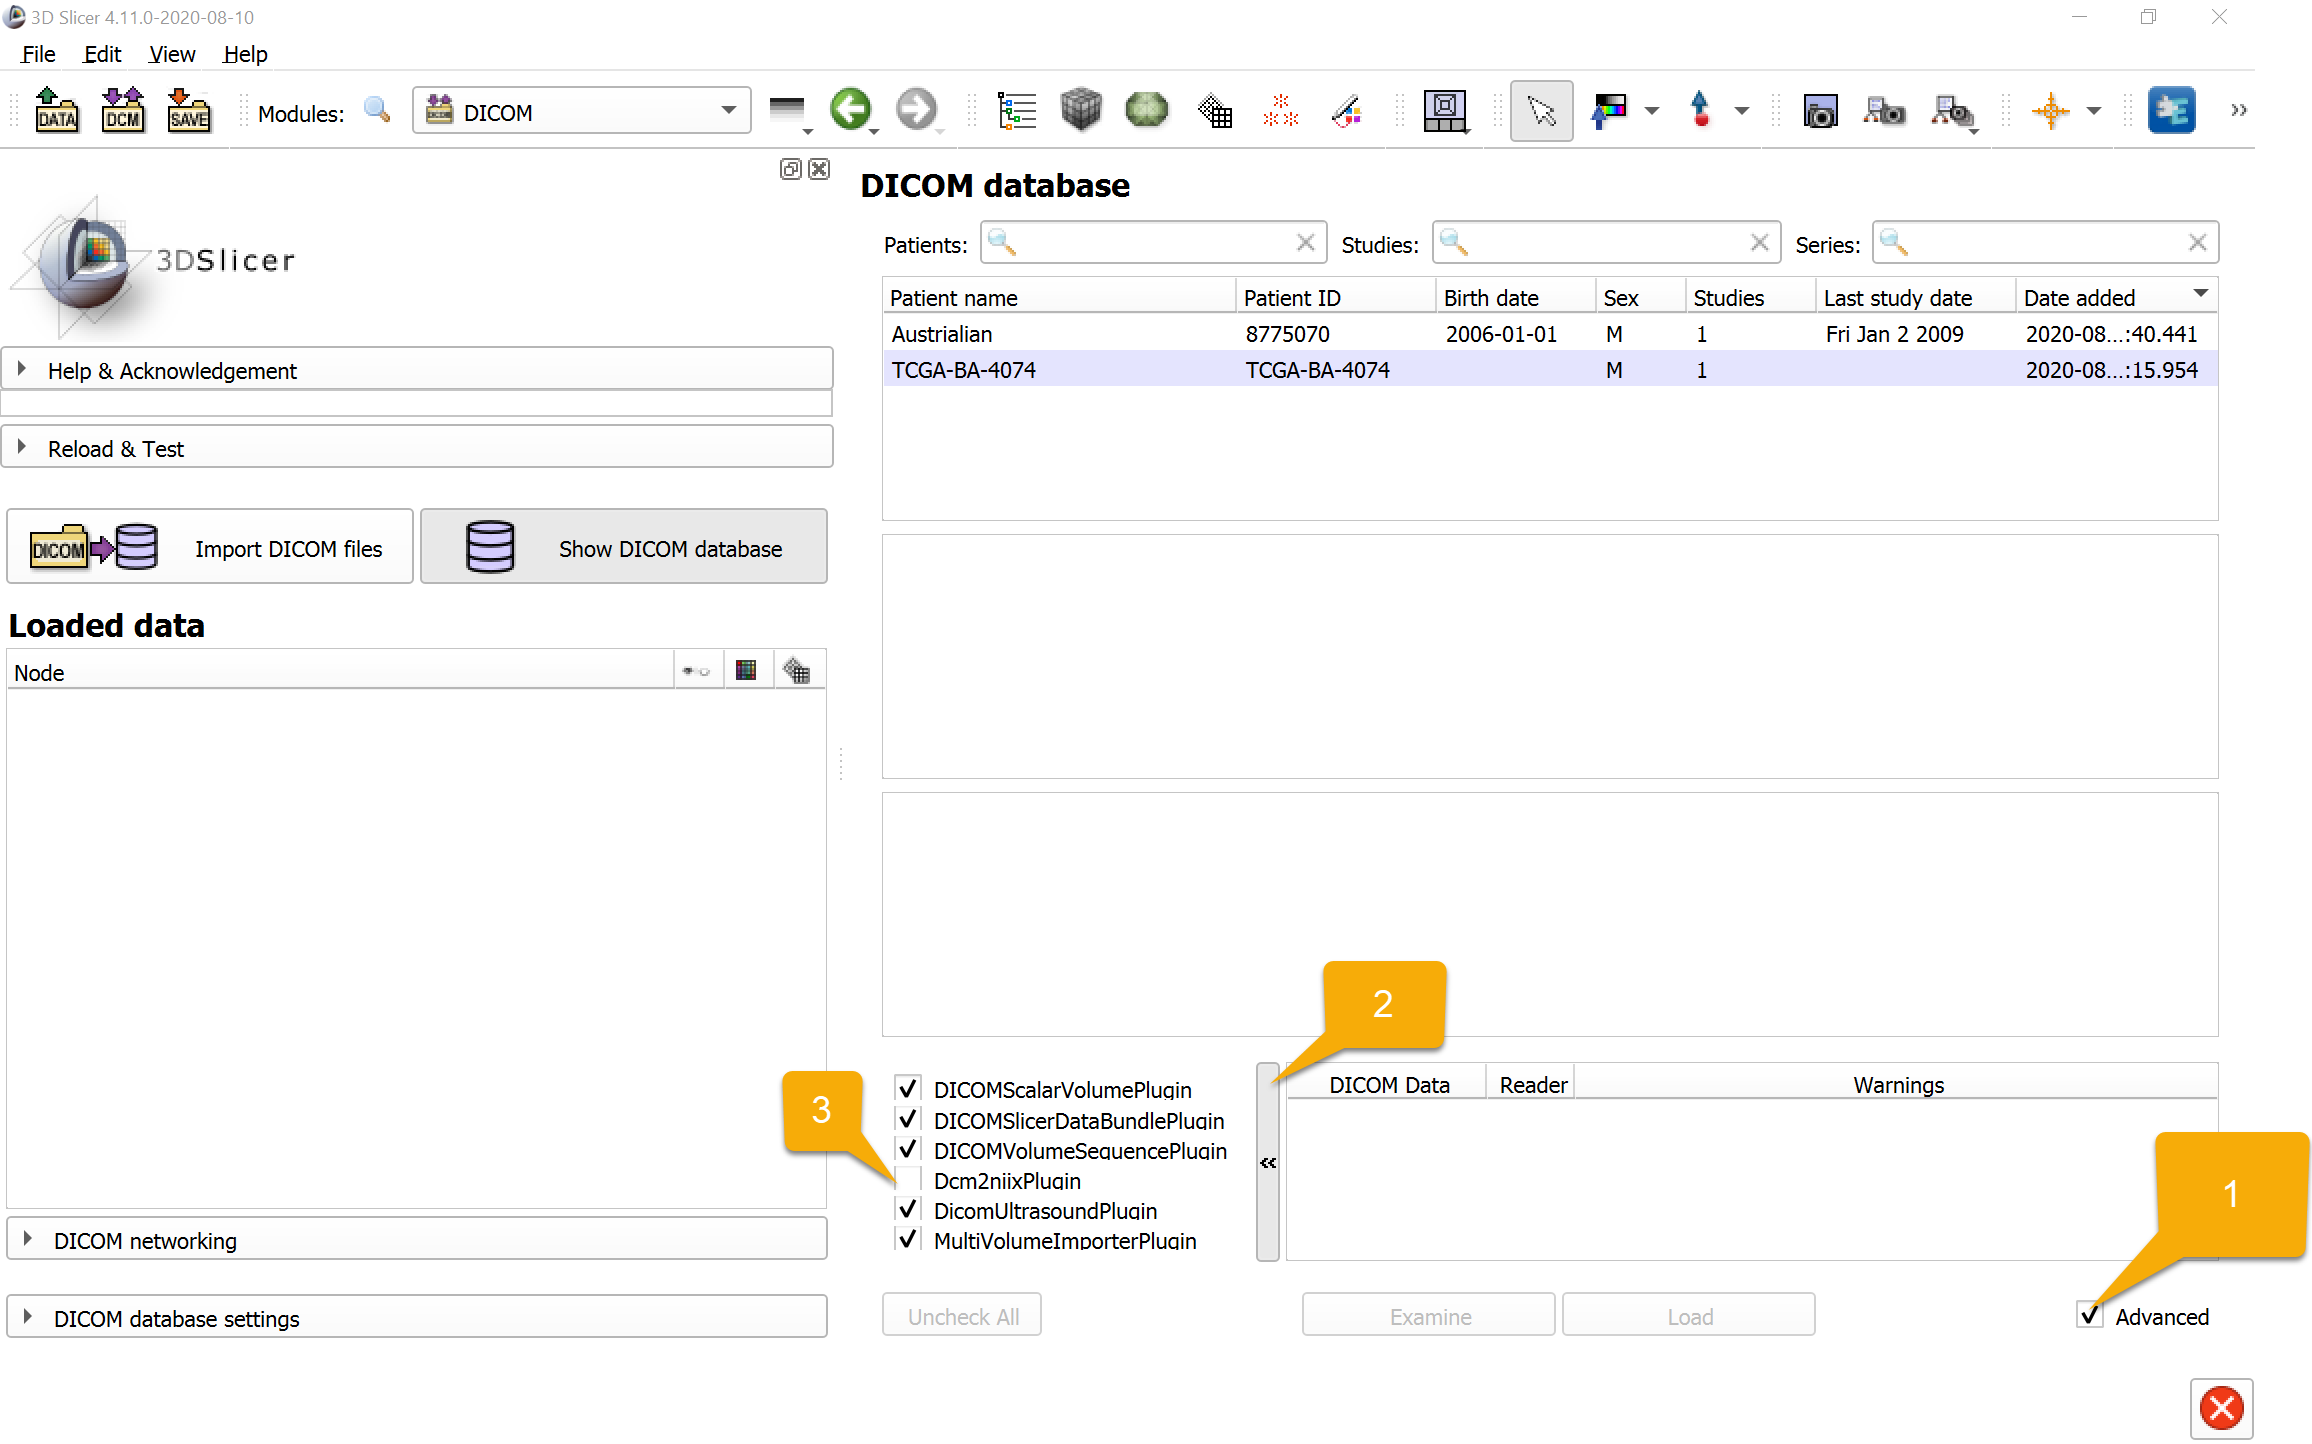 3D Slicer 4.11.0-2020-08-10
File Edit View Help
DATA DCM SAVE Modules: DICOM
DICOM database
3DSlicer
Patients: Studies: Series:
Patient name Patient ID Birth date Sex Studies Last study date Date added
Austrialian 8775070 2006-01-01 M 1 Fri Jan 2 2009 2020-08...:40.441
TCGA-BA-4074 TCGA-BA-4074 M 1 2020-08...:15.954
Help & Acknowledgement
Reload & Test
DICOM Import DICOM files Show DICOM database
Loaded data
Node
2
DICOM Data Reader Warnings
3
DICOMScalarVolumePlugin
DICOMSlicerDataBundlePlugin
DICOMVolumeSequencePlugin
Dcm2niixPlugin
DicomUltrasoundPlugin
MultiVolumeImporterPlugin
«
1
DICOM networking
DICOM database settings
Uncheck All Examine Load Advanced